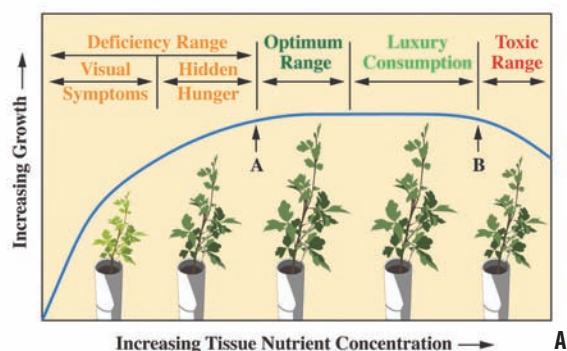 Deficiency Range
Visual
Symptoms
Hidden
Hunger
Optimum
Range
Luxury
Consumption
Toxic
Range
A
B
Increasing Growth
Increasing Tissue Nutrient Concentration
A